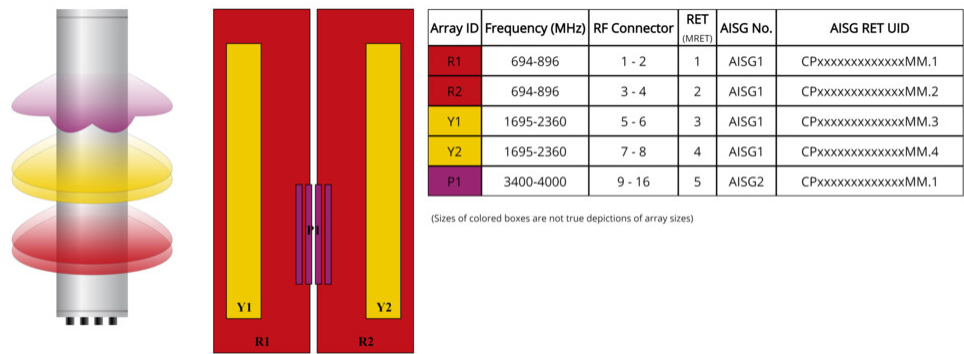 P1
Y1
Y2
R1
R2
Array ID Frequency (MHz) RF Connector RET (MRET) AISG No. AISG RET UID
R1 694-896 1 - 2 1 AISG1 CPxxxxxxxxxxxxxMM.1
R2 694-896 3 - 4 2 AISG1 CPxxxxxxxxxxxxxMM.2
Y1 1695-2360 5 - 6 3 AISG1 CPxxxxxxxxxxxxxMM.3
Y2 1695-2360 7 - 8 4 AISG1 CPxxxxxxxxxxxxxMM.4
P1 3400-4000 9 - 16 5 AISG2 CPxxxxxxxxxxxxxMM.1
(Sizes of colored boxes are not true depictions of array sizes)